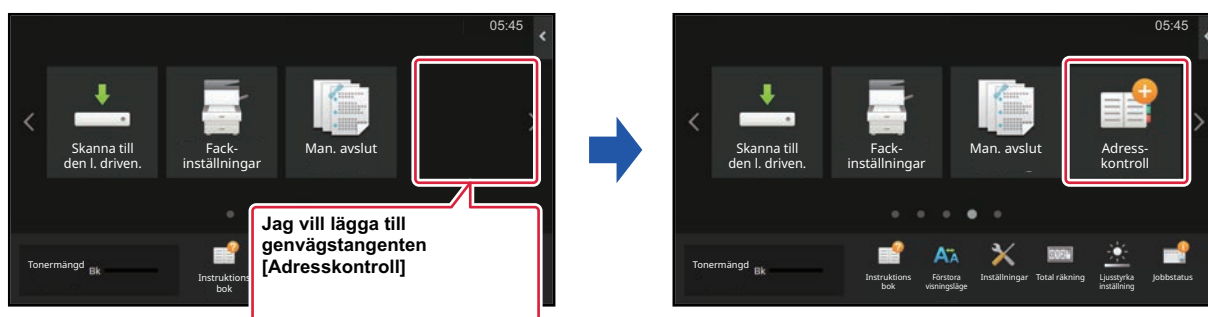 05:45
Skanna till
den l. driven.
Fack-
inställningar
Man. avslut
Jag vill lägga till
genvägstangenten
[Adresskontroll]
Tonermängd
Bk
Instruktions
bok
05:45
Skanna till
den l. driven.
Fack-
inställningar
Man. avslut
Adress-
kontroll
Tonermängd
Bk
Instruktions
bok
Förstora
visningsläge
Inställningar
Total räkning
Ljusstyrka
inställning
Jobbstatus